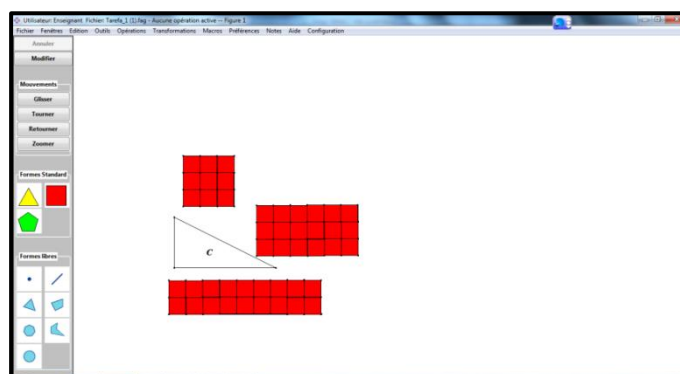 Utilisateur: Enseignant Fichier: Tarefa_1 (1).fag - Aucune opération active -- Figure 1
Fichier Fenêtres Edition Outils Opérations Transformations Macros Préférences Notes Aide Configuration
Annuler
Modifier
Mouvements
Glisser
Tourner
Retourner
Zoomer
Formes Standard
C
Formes libres